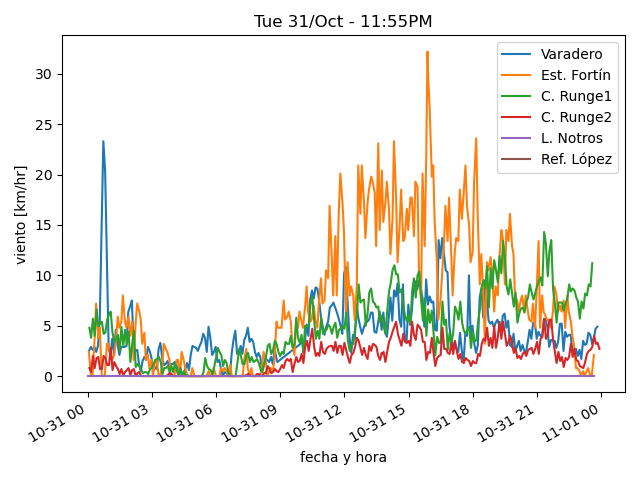 Tue 31/Oct - 11:55PM
viento [km/hr]
30
25
20
15
10
5
0
Varadero
Est. Fortín
C. Runge1
C. Runge2
L. Notros
Ref. López
10-31 00
10-31 03
10-31 06
10-31 09
10-31 12
10-31 15
10-31 18
10-31 21
11-01 00
fecha y hora